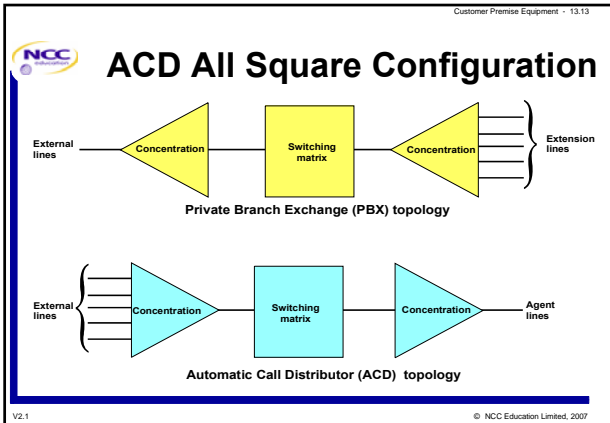 Customer Premise Equipment - 13.13
NCC
education
ACD All Square Configuration
External
lines
Concentration
Switching
matrix
Concentration
Extension
lines
Private Branch Exchange (PBX) topology
External
lines
Concentration
Switching
matrix
Concentration
Agent
lines
Automatic Call Distributor (ACD) topology
V2.1
© NCC Education Limited, 2007